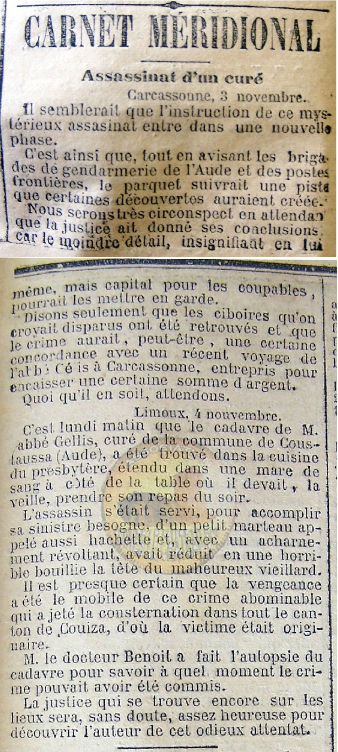 CARNET MÉRIDIONAL
Assassinat d'un curé
Carcassonne, 3 novembre.
Il semblerait que l'instruction de ce mys-
térieux assasinat entre dans une nouvelle
phase.
C'est ainsi que, tout en avisant les briga
des de gendarmerie de l'Aude et des postes
frontières, le parquet suivrait une piste
que certaines découvertes auraient créée.
Nous serons très circonspect en attendan
que la justice ait donné ses conclusions
car le moindre détail, insignifiant en lui
même, mais capital pour les coupables,
pourrait les mettre en garde.
Disons seulement que les ciboires qu'on
croyait disparus ont été retrouvés et que
le crime aurait, peut-être, une certaine
concordance avec un récent voyage de
l'abbé à Carcassonne, entrepris pour
encaisser une certaine somme d'argent.
Quoi qu'il en soit, attendons.
Limoux, 4 nouvembre.
C'est lundi matin que le cadavre de M.
abbé Gellis, curé de la commune de Cous-
taussa (Aude), a été trouvé dans la cuisine
du presbytère, étendu dans une mare de
sang à côté de la table où il devait, la
veille, prendre son repas du soir.
L'assassin s'était servi, pour accomplir
sa sinistre besogne, d'un petit marteau ap-
pelé aussi hachette et, avec un acharne-
ment révoltant, avait réduit en une horri-
ble bouillie la tête du maheureux vieillard.
Il est presque certain que la vengeance
a été le mobile de ce crime abominable
qui a jeté la consternation dans tout le can-
ton de Couiza, d'où la victime était origi-
naire.
M. le docteur Benoit a fait l'autopsie du
cadavre pour savoir à quel moment le cri-
me pouvait avoir été commis.
La justice qui se trouve encore sur les
lieux sera, sans doute, assez heureuse pour
découvrir l'auteur de cet odieux attentat.